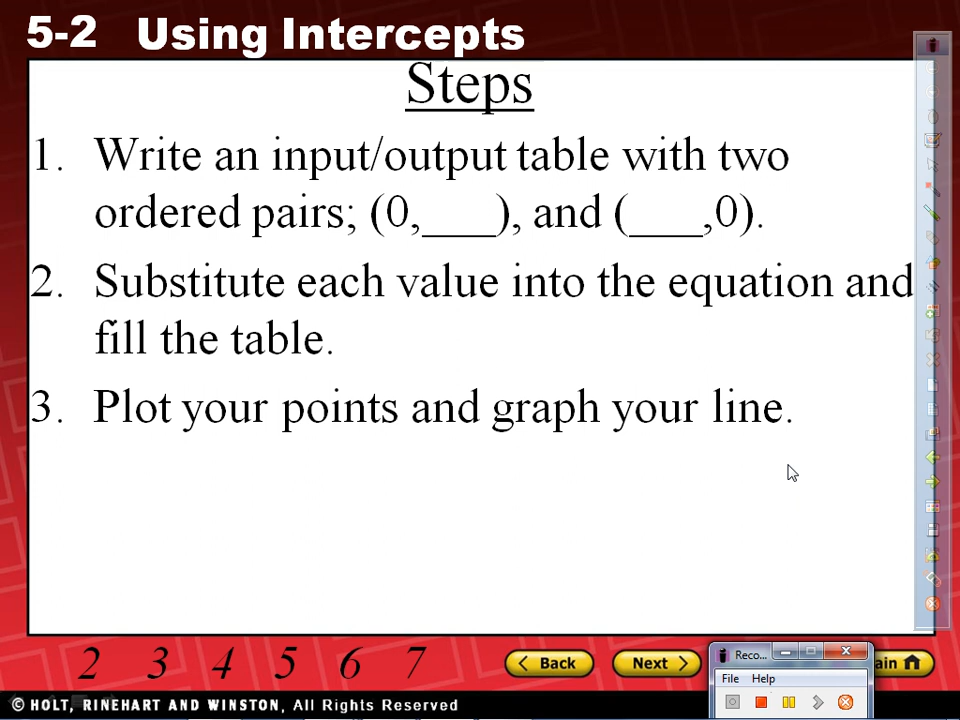 5-2 Using Intercepts
Steps
1. Write an input/output table with two
ordered pairs; (0,___), and (___,0).
2. Substitute each value into the equation and
fill the table.
3. Plot your points and graph your line.
2 3 4 5 6 7
Back
Next
Reco...
File Help
© HOLT, RINEHART AND WINSTON, All Rights Reserved